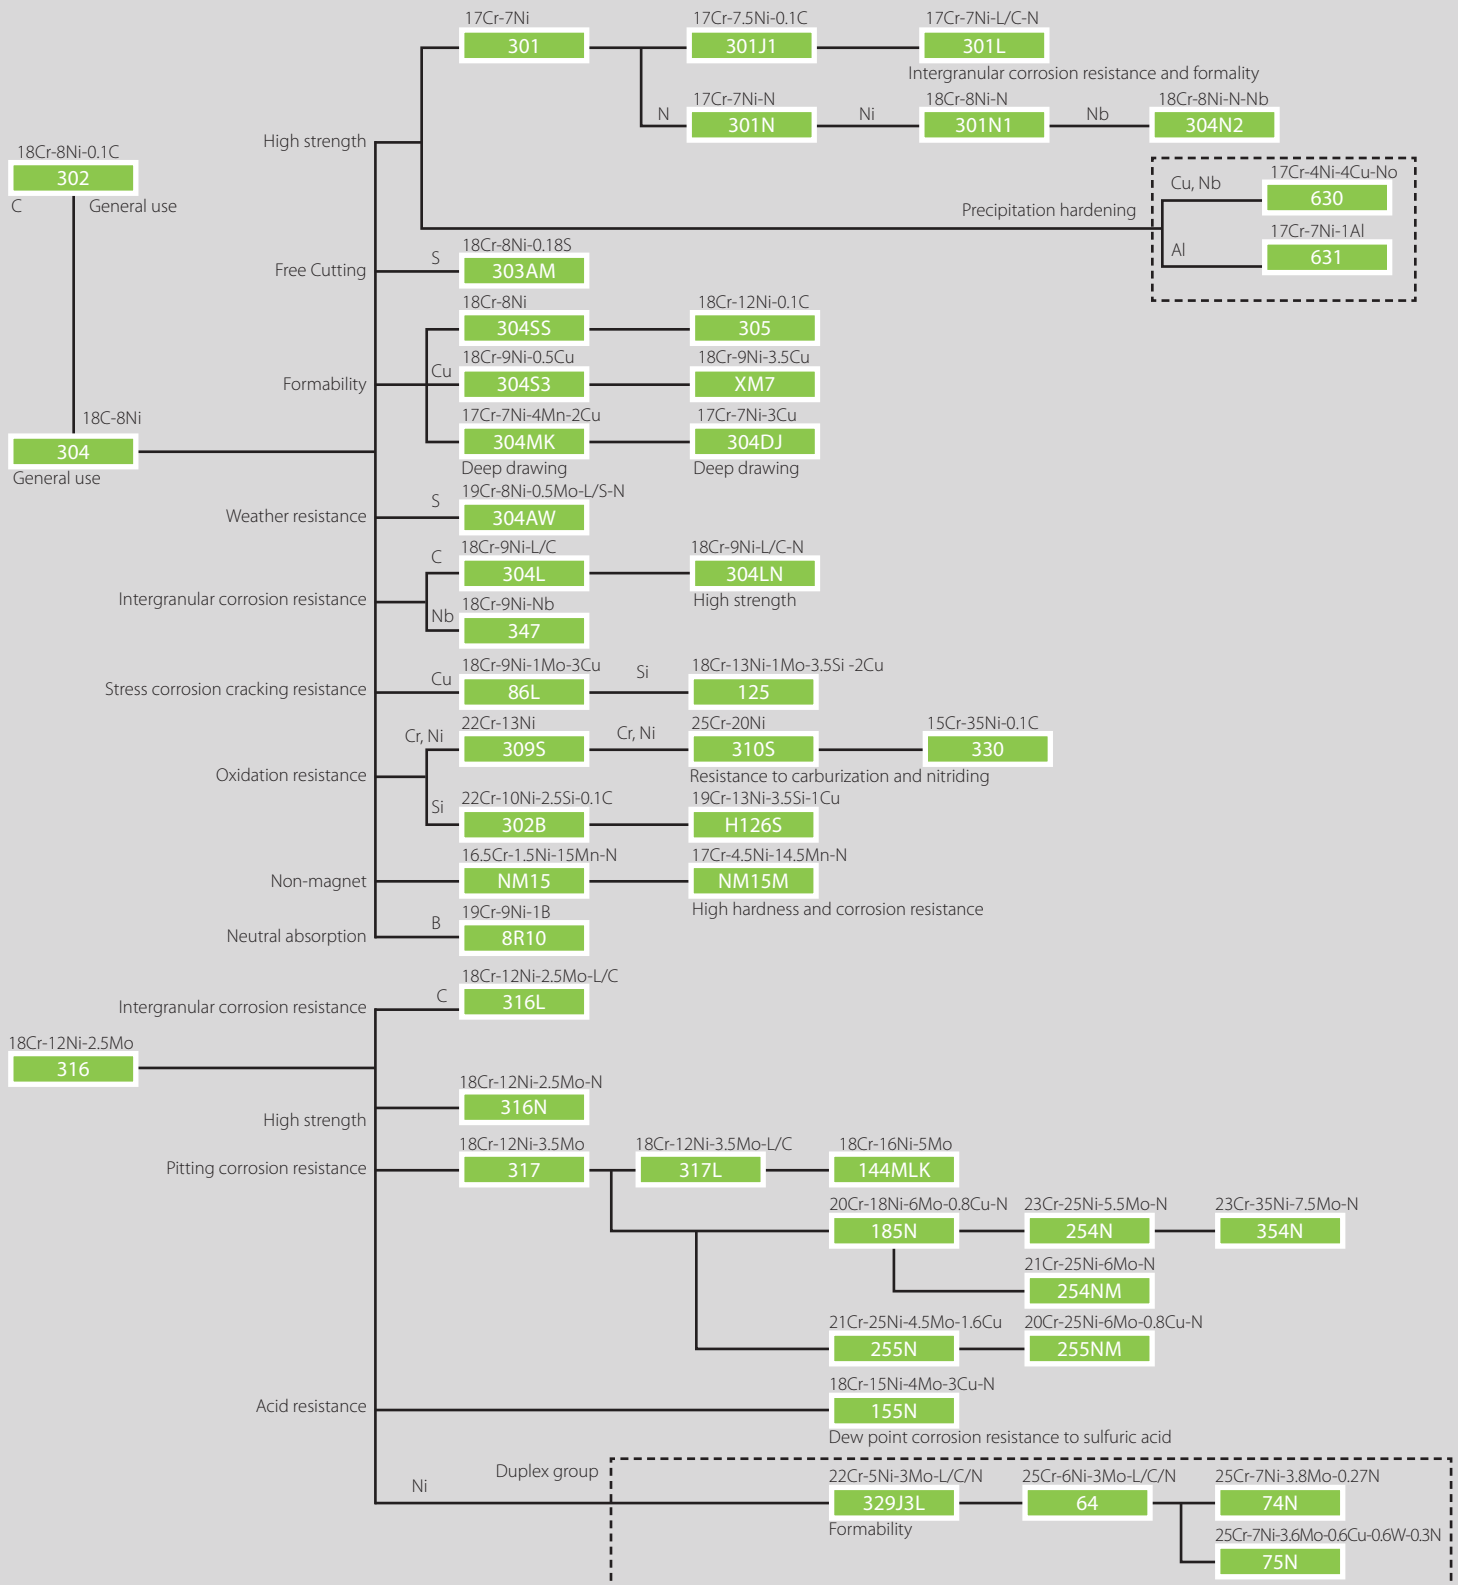 17Cr-7Ni
301
17Cr-7.5Ni-0.1C
301J1
17Cr-7Ni-L/C-N
301L
Intergranular corrosion resistance and formality
N
17Cr-7Ni-N
301N
Ni
18Cr-8Ni-N
301N1
Nb
18Cr-8Ni-N-Nb
304N2
High strength
18Cr-8Ni-0.1C
302
C
General use
Precipitation hardening
Cu, Nb
17Cr-4Ni-4Cu-No
630
Al
17Cr-7Ni-1Al
631
Free Cutting
S
18Cr-8Ni-0.18S
303AM
18Cr-8Ni
304SS
18Cr-12Ni-0.1C
305
Formability
Cu
18Cr-9Ni-0.5Cu
304S3
18Cr-9Ni-3.5Cu
XM7
17Cr-7Ni-4Mn-2Cu
304MK
Deep drawing
17Cr-7Ni-3Cu
304DJ
Deep drawing
18C-8Ni
304
General use
Weather resistance
S
19Cr-8Ni-0.5Mo-L/S-N
304AW
Intergranular corrosion resistance
C
18Cr-9Ni-L/C
304L
18Cr-9Ni-L/C-N
304LN
High strength
Nb
18Cr-9Ni-Nb
347
Stress corrosion cracking resistance
Cu
18Cr-9Ni-1Mo-3Cu
86L
Si
18Cr-13Ni-1Mo-3.5Si -2Cu
125
Oxidation resistance
Cr, Ni
22Cr-13Ni
309S
Cr, Ni
25Cr-20Ni
310S
Resistance to carburization and nitriding
15Cr-35Ni-0.1C
330
Si
22Cr-10Ni-2.5Si-0.1C
302B
19Cr-13Ni-3.5Si-1Cu
H126S
Non-magnet
16.5Cr-1.5Ni-15Mn-N
NM15
17Cr-4.5Ni-14.5Mn-N
NM15M
High hardness and corrosion resistance
Neutral absorption
B
19Cr-9Ni-1B
8R10
Intergranular corrosion resistance
C
18Cr-12Ni-2.5Mo-L/C
316L
18Cr-12Ni-2.5Mo
316
High strength
18Cr-12Ni-2.5Mo-N
316N
Pitting corrosion resistance
18Cr-12Ni-3.5Mo
317
18Cr-12Ni-3.5Mo-L/C
317L
18Cr-16Ni-5Mo
144MLK
20Cr-18Ni-6Mo-0.8Cu-N
185N
23Cr-25Ni-5.5Mo-N
254N
23Cr-35Ni-7.5Mo-N
354N
21Cr-25Ni-6Mo-N
254NM
21Cr-25Ni-4.5Mo-1.6Cu
255N
20Cr-25Ni-6Mo-0.8Cu-N
255NM
Acid resistance
18Cr-15Ni-4Mo-3Cu-N
155N
Dew point corrosion resistance to sulfuric acid
Ni
Duplex group
22Cr-5Ni-3Mo-L/C/N
329J3L
Formability
25Cr-6Ni-3Mo-L/C/N
64
25Cr-7Ni-3.8Mo-0.27N
74N
25Cr-7Ni-3.6Mo-0.6Cu-0.6W-0.3N
75N